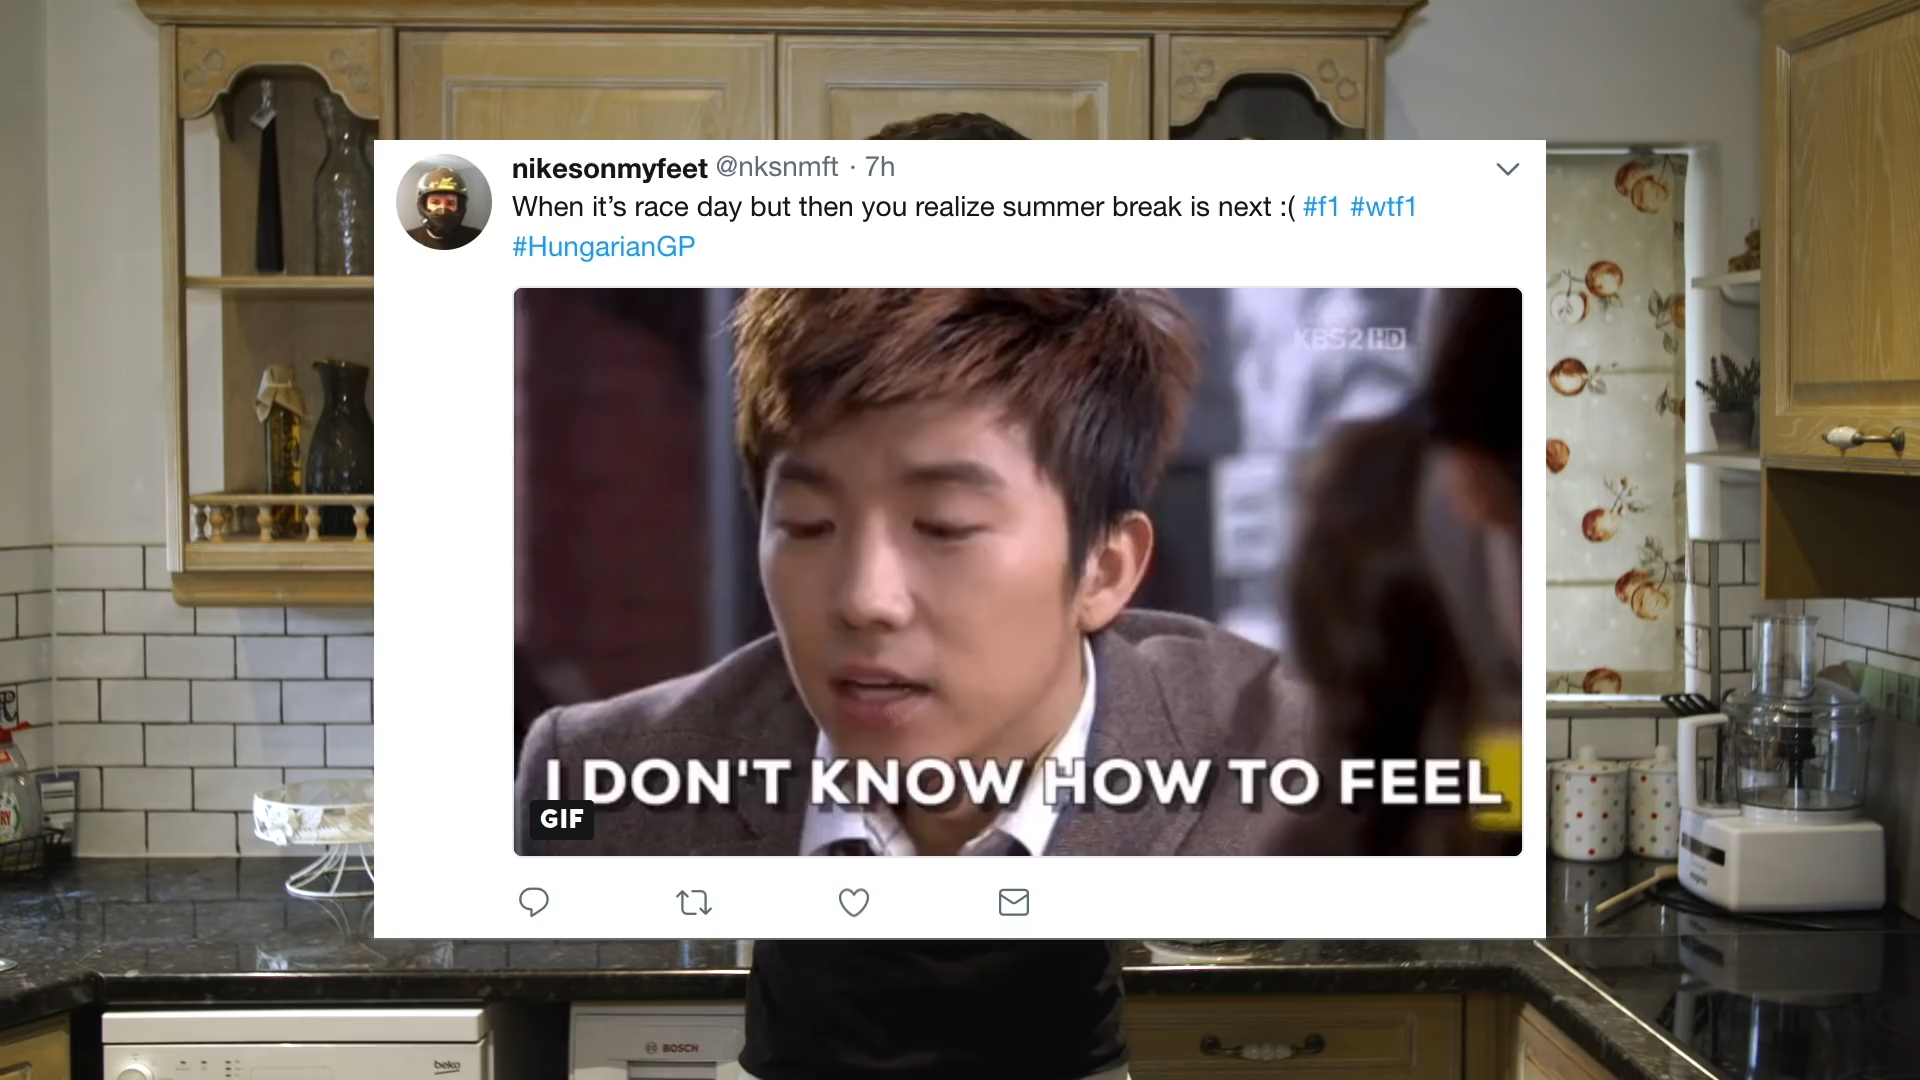 nikesonmyfeet @nksnmft · 7h
When it’s race day but then you realize summer break is next :( #f1 #wtf1
#HungarianGP
KBS2 HD
I DON'T KNOW HOW TO FEEL
GIF
BOSCH
beko